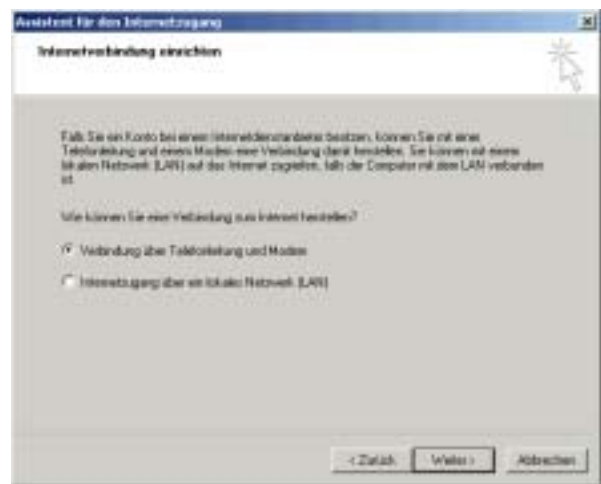 Assistent für den Internetzugang
Internetverbindung einrichten
Falls Sie ein Konto bei einem Internetdienstanbieter besitzen, können Sie mit einer
Telefonleitung und einem Modem eine Verbindung damit herstellen. Sie können mit einem
lokalen Netzwerk (LAN) auf das Internet zugreifen, falls der Computer mit dem LAN verbunden
ist.
Wie können Sie eine Verbindung zum Internet herstellen?
Verbindung über Telefonleitung und Modem
Internetzugang über ein lokales Netzwerk (LAN)
< Zurück
Weiter >
Abbrechen